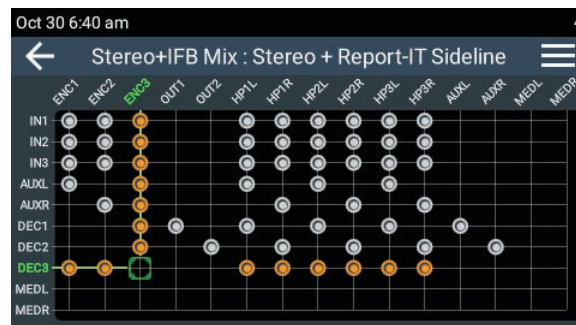 Oct 30 6:40 am
Stereo+IFB Mix : Stereo + Report-IT Sideline
ENC1 ENC2 ENC3 OUT1 OUT2 HP1L HP1R HP2L HP2R HP3L HP3R AUXL AUXR MEDL MEDR
IN1
IN2
IN3
AUXL
AUXR
DEC1
DEC2
DEC3
MEDL
MEDR